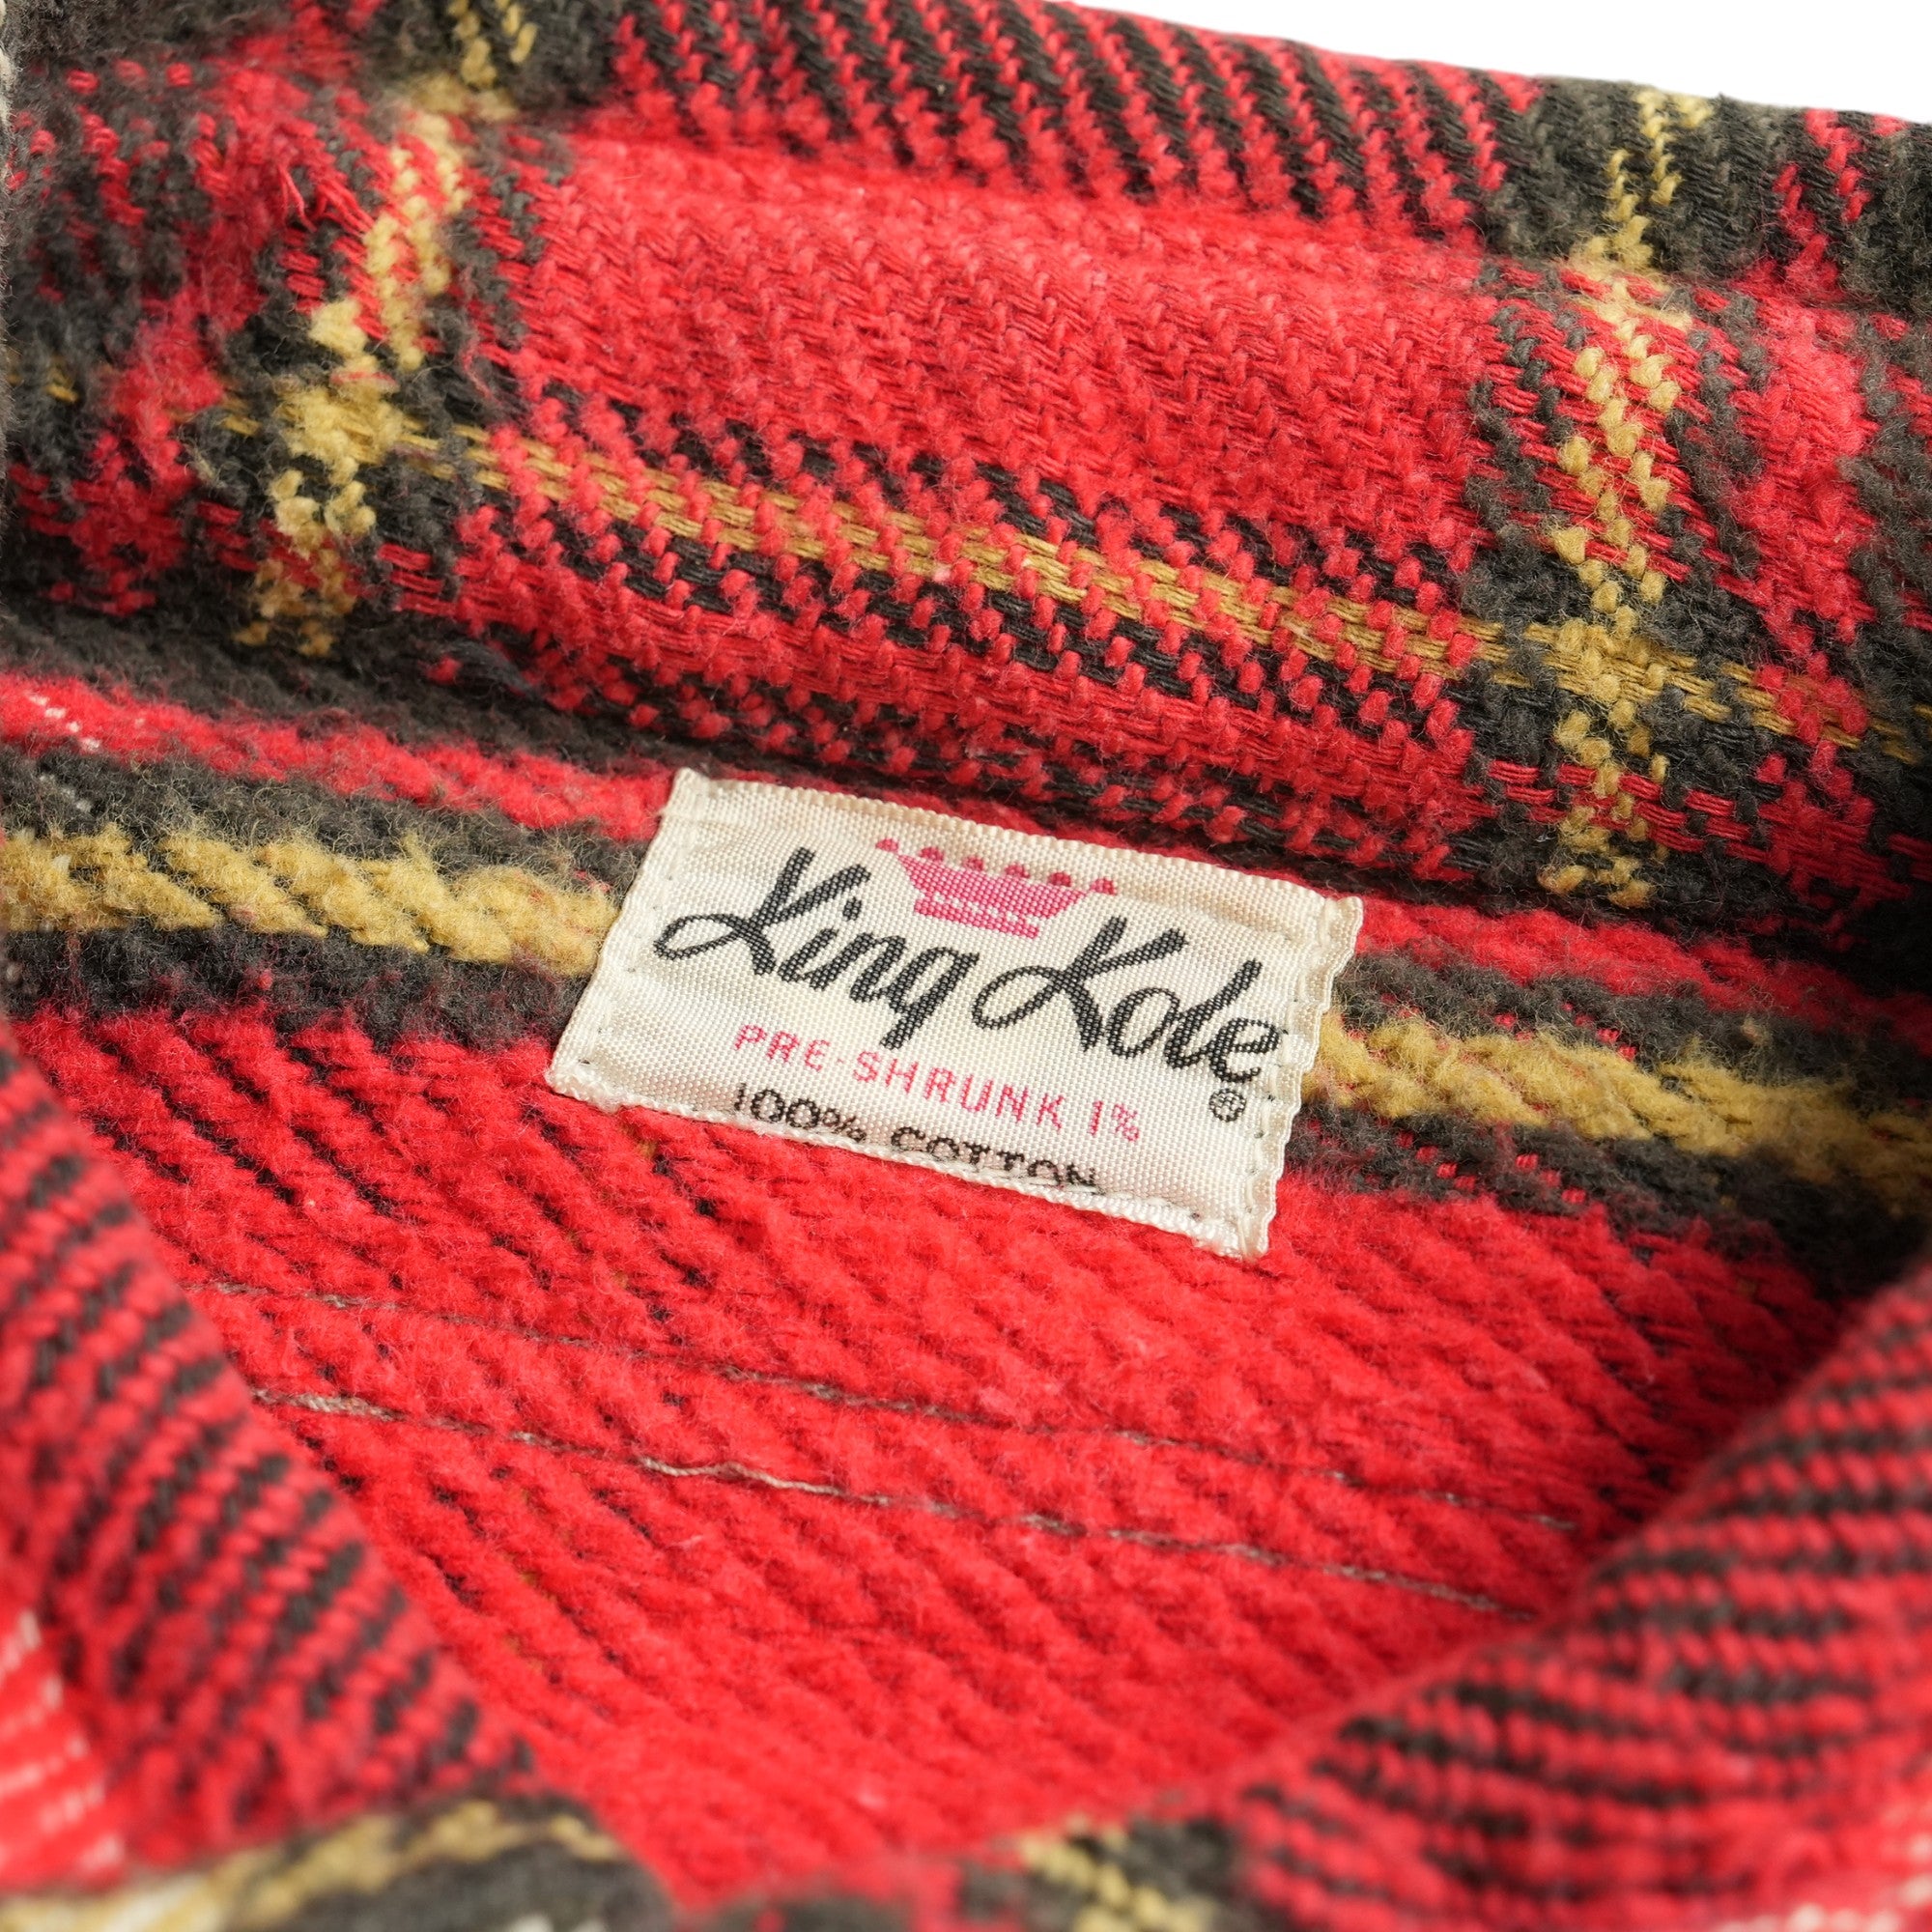 King Kole ®
PRE-SHRUNK 1%
100% COTTON